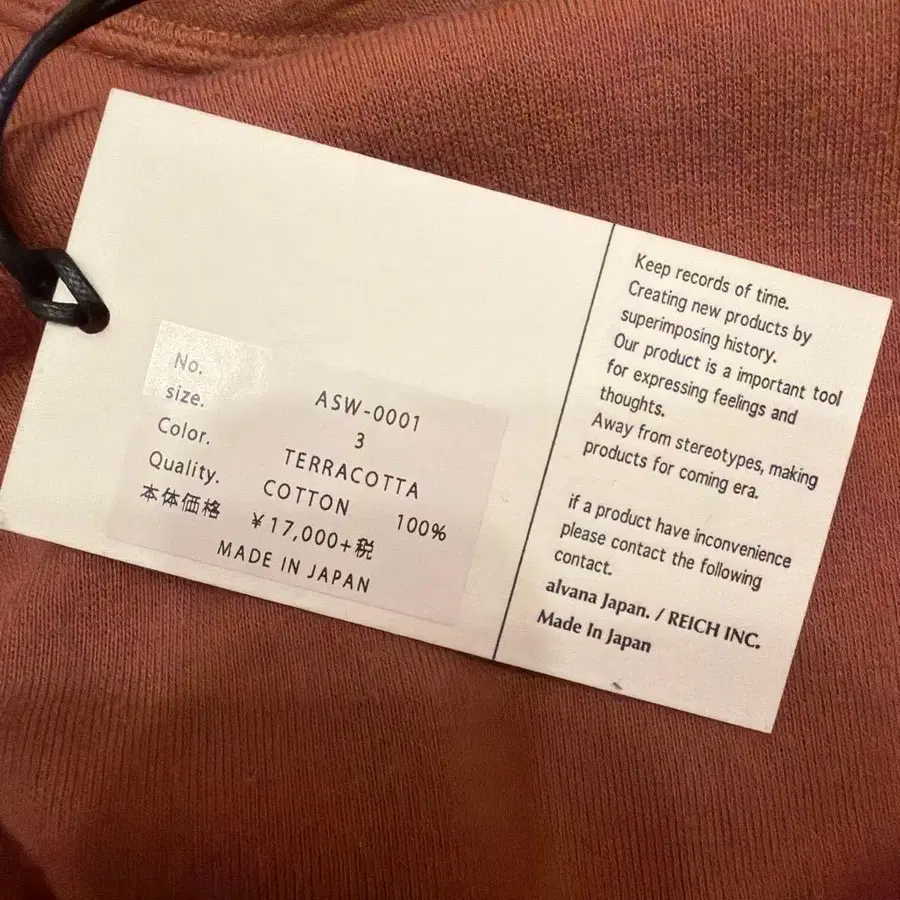 No. ASW-0001
size. 3
Color. TERRACOTTA
Quality. COTTON 100%
本体価格 ¥17,000+税
MADE IN JAPAN
Keep records of time.
Creating new products by
superimposing history.
Our product is a important tool
for expressing feelings and
thoughts.
Away from stereotypes, making
products for coming era.
if a product have inconvenience
please contact the following
contact.
alvana Japan. / REICH INC.
Made In Japan